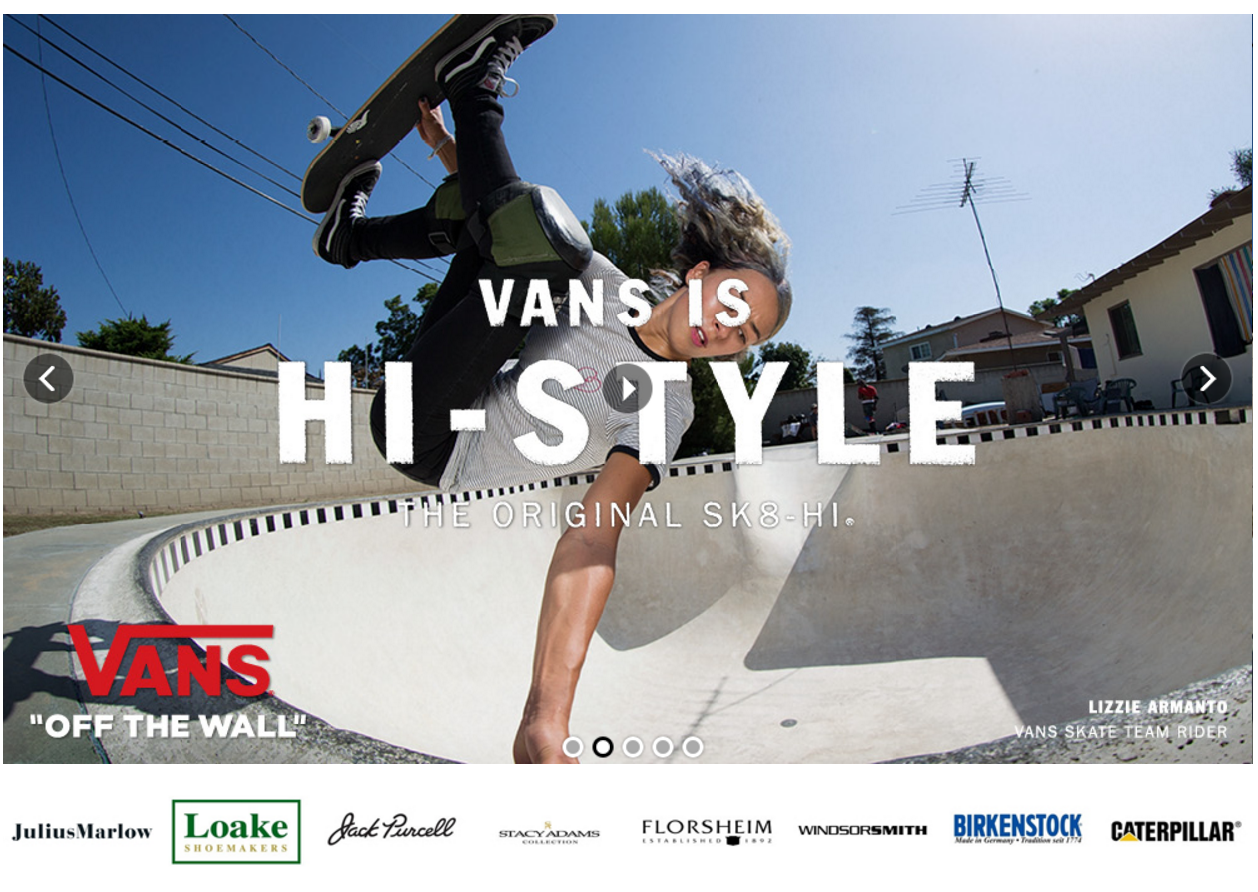 VANS IS
HI-STYLE
THE ORIGINAL SK8-HI®
VANS
"OFF THE WALL"
LIZZIE ARMANTO
VANS SKATE TEAM RIDER
JuliusMarlow
Loake
SHOEMAKERS
Jack Purcell
STACY ADAMS
COLLECTION
FLORSHEIM
ESTABLISHED 1892
WINDSORSMITH
BIRKENSTOCK
Made in Germany • Tradition seit 1774
CATERPILLAR®